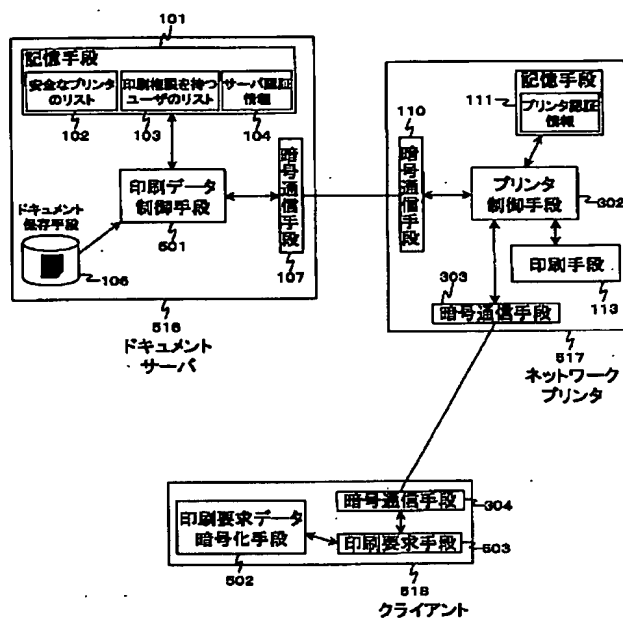 101
記憶手段
安全なプリンタ
のリスト
印刷権限を持つ
ユーザのリスト
サーバ認証
情報
102
103
104
印刷データ
制御手段
501
ドキュメント
保存手段
106
暗号通信手段
107
516
ドキュメント
サーバ
記憶手段
111
プリンタ認証
情報
110
暗号通信手段
プリンタ
制御手段
302
印刷手段
113
303
暗号通信手段
517
ネットワーク
プリンタ
暗号通信手段
304
印刷要求データ
暗号化手段
502
印刷要求手段
503
518
クライアント